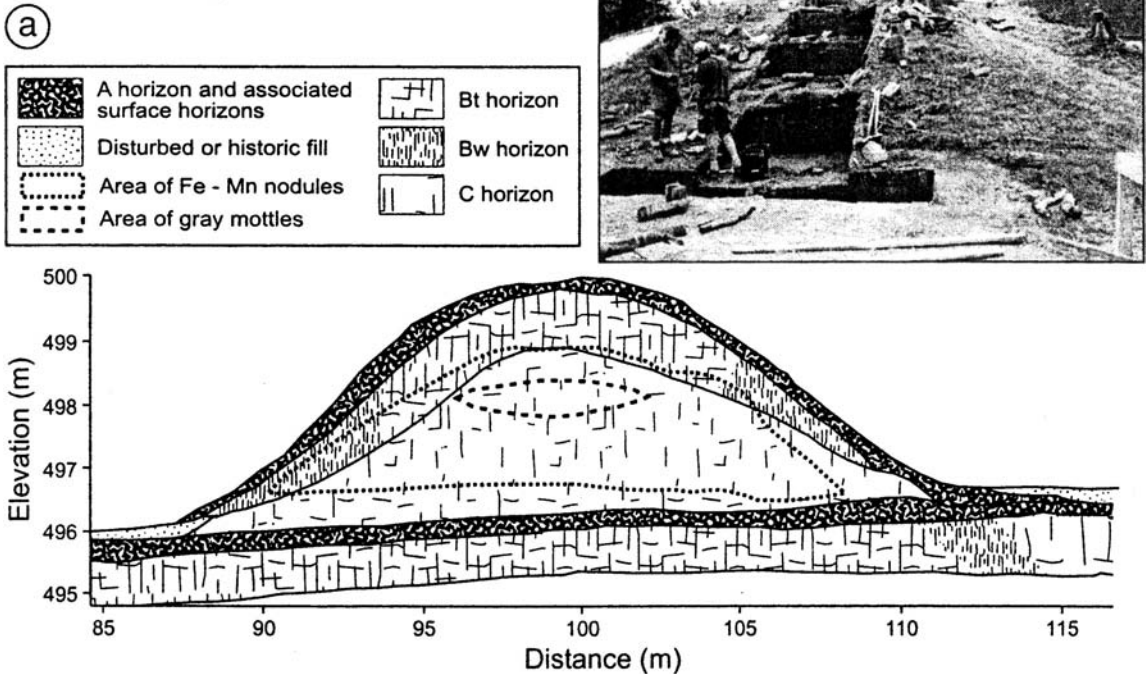 a
A horizon and associated
surface horizons
Disturbed or historic fill
Area of Fe - Mn nodules
Area of gray mottles
Bt horizon
Bw horizon
C horizon
Elevation (m)
500
499
498
497
496
495
85 90 95 100 105 110 115
Distance (m)